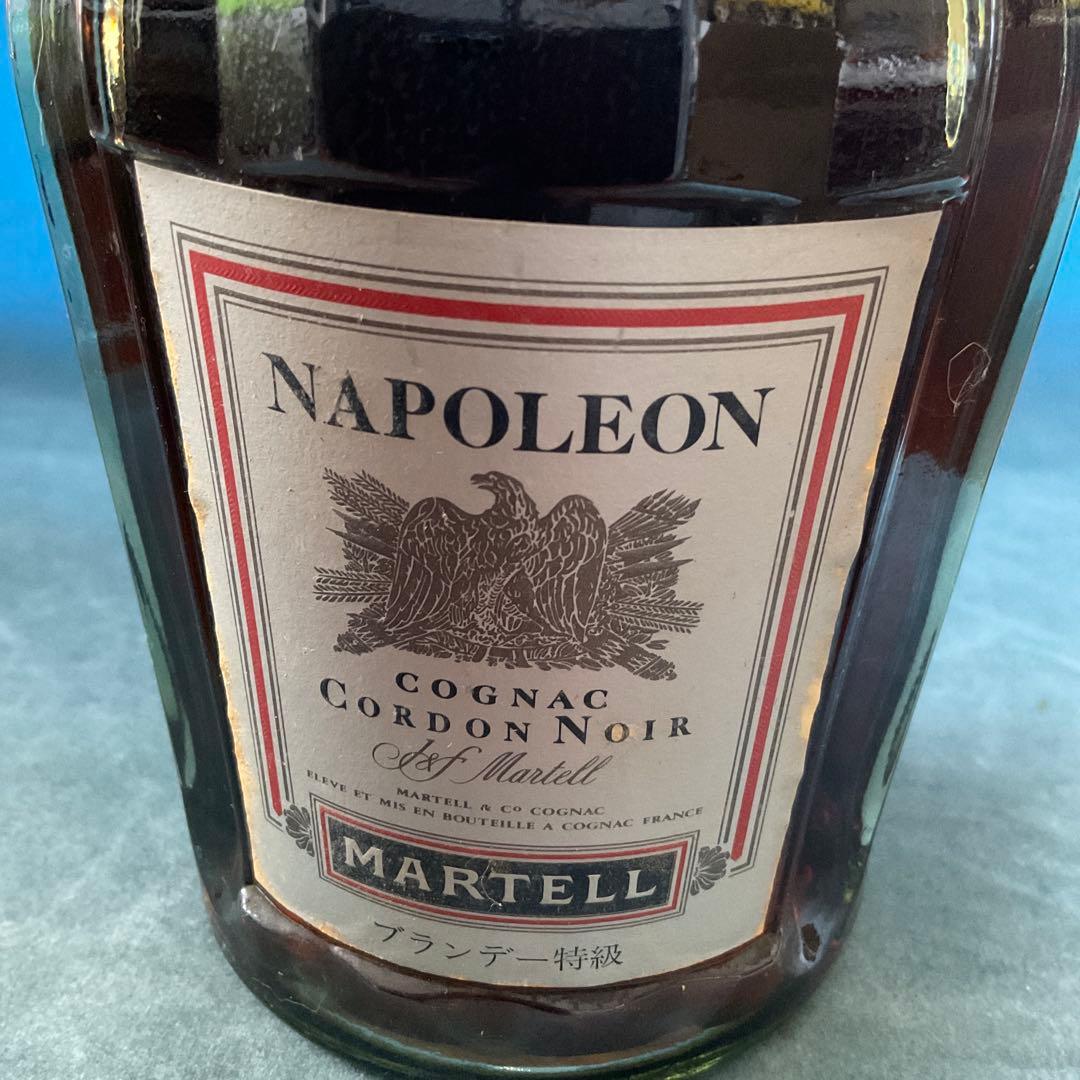 NAPOLEON
COGNAC
CORDON NOIR
J&F Martell
MARTELL & Cº COGNAC
ELEVE ET MIS EN BOUTEILLE A COGNAC FRANCE
MARTELL
ブランデー特級